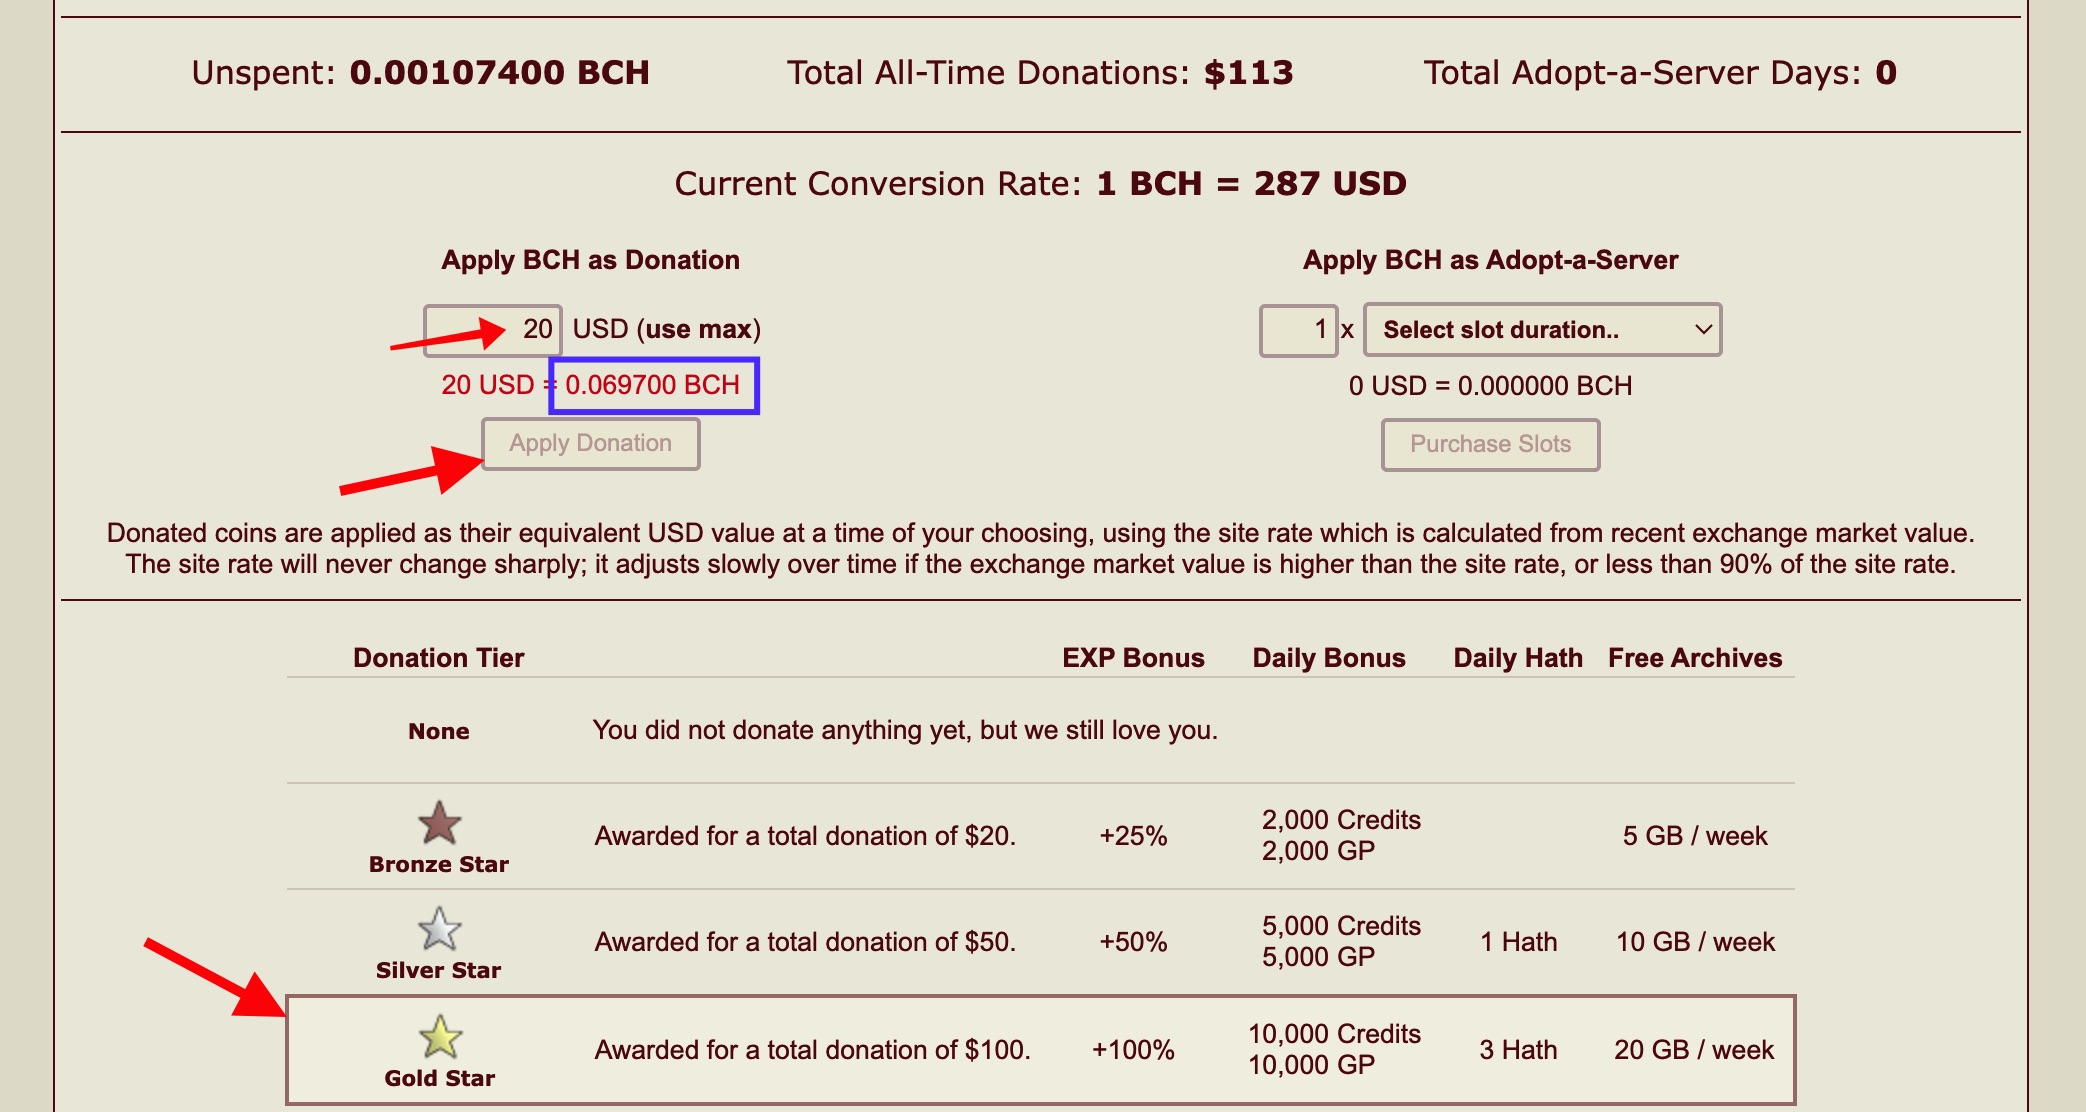 Unspent: 0.00107400 BCH
Total All-Time Donations: $113
Total Adopt-a-Server Days: 0
Current Conversion Rate: 1 BCH = 287 USD
Apply BCH as Donation
20 USD (use max)
20 USD = 0.069700 BCH
Apply Donation
Apply BCH as Adopt-a-Server
1 x Select slot duration..
0 USD = 0.000000 BCH
Purchase Slots
Donated coins are applied as their equivalent USD value at a time of your choosing, using the site rate which is calculated from recent exchange market value.
The site rate will never change sharply; it adjusts slowly over time if the exchange market value is higher than the site rate, or less than 90% of the site rate.
Donation Tier EXP Bonus Daily Bonus Daily Hath Free Archives
None You did not donate anything yet, but we still love you.
Bronze Star
Awarded for a total donation of $20.
+25%
2,000 Credits
2,000 GP
5 GB / week
Silver Star
Awarded for a total donation of $50.
+50%
5,000 Credits
5,000 GP
1 Hath
10 GB / week
Gold Star
Awarded for a total donation of $100.
+100%
10,000 Credits
10,000 GP
3 Hath
20 GB / week